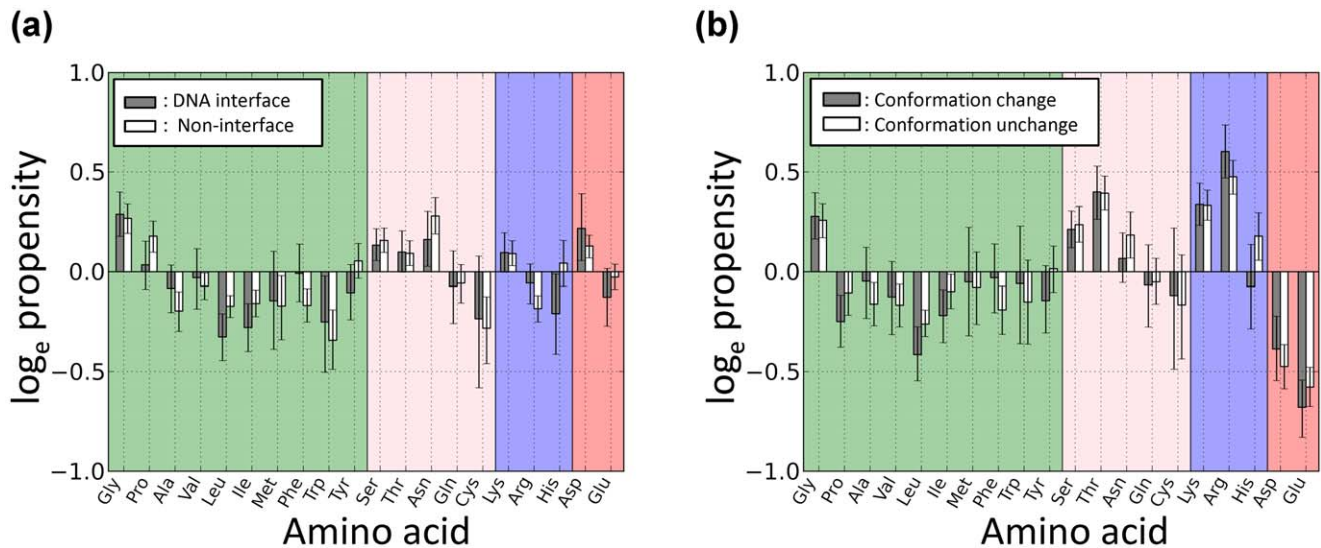 (a)
1.0
0.5
0.0
−0.5
−1.0
loge propensity
: DNA interface
: Non-interface
Gly Pro Ala Val Leu Ile Met Phe Trp Tyr Ser Thr Asn Gln Cys Lys Arg His Asp Glu
Amino acid
(b)
1.0
0.5
0.0
−0.5
−1.0
loge propensity
: Conformation change
: Conformation unchange
Gly Pro Ala Val Leu Ile Met Phe Trp Tyr Ser Thr Asn Gln Cys Lys Arg His Asp Glu
Amino acid